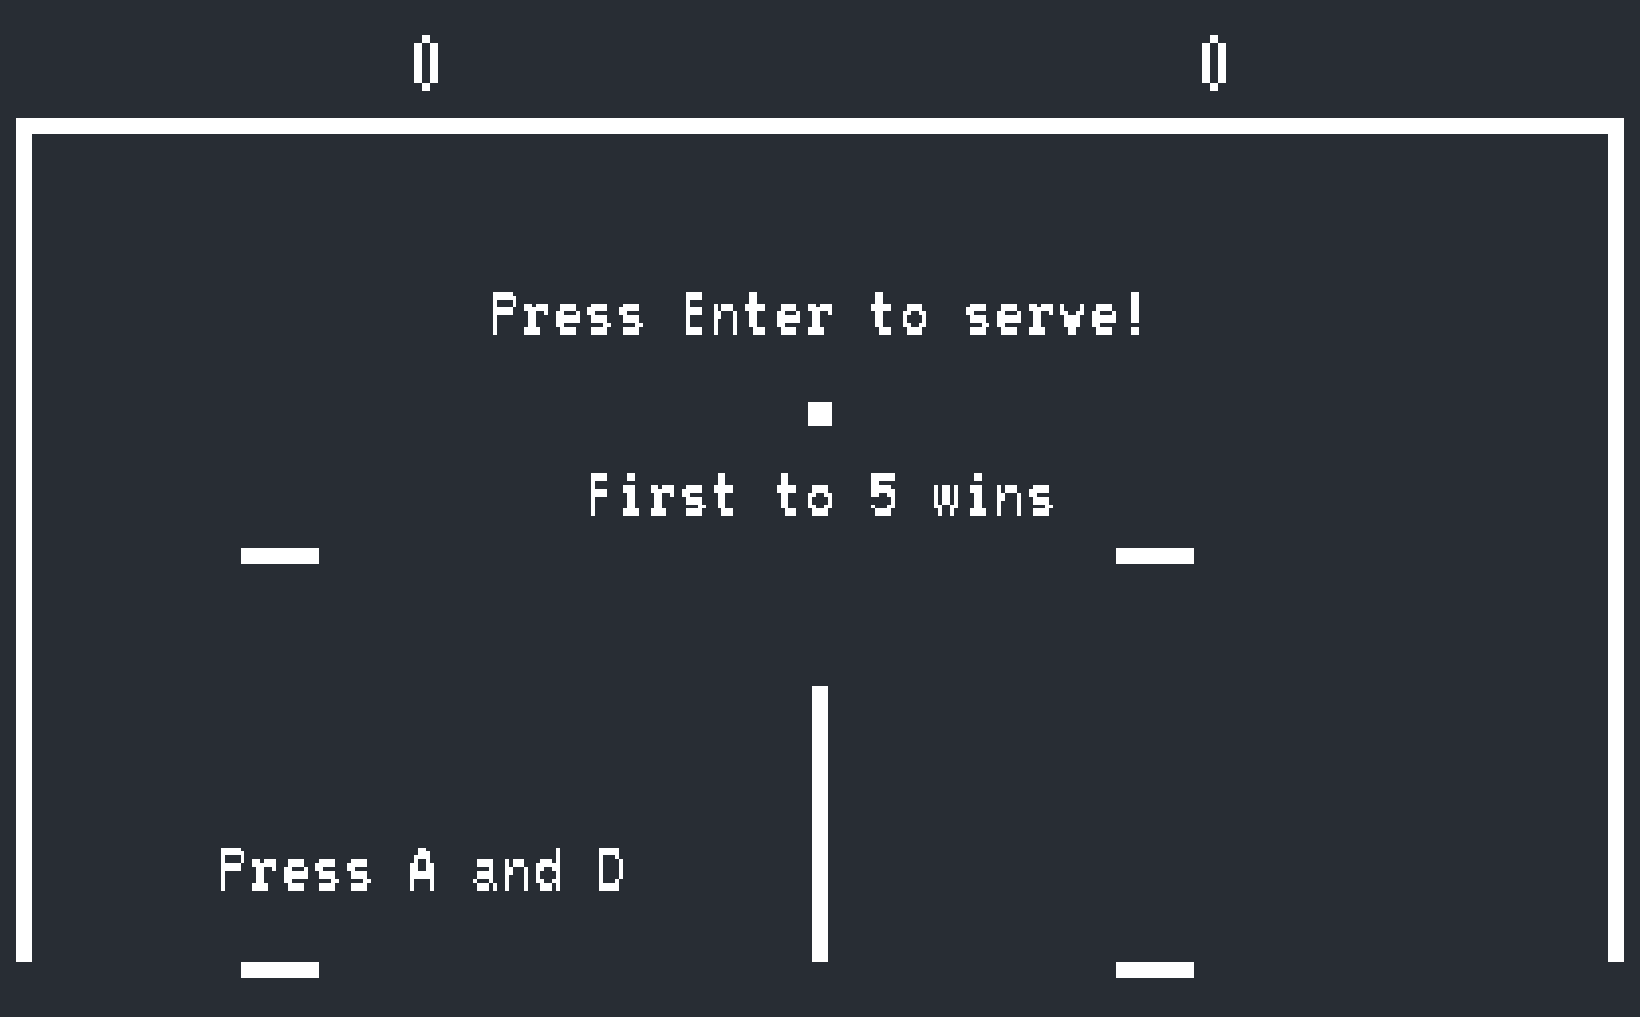 0 0
Press Enter to serve!
First to 5 wins
Press A and D